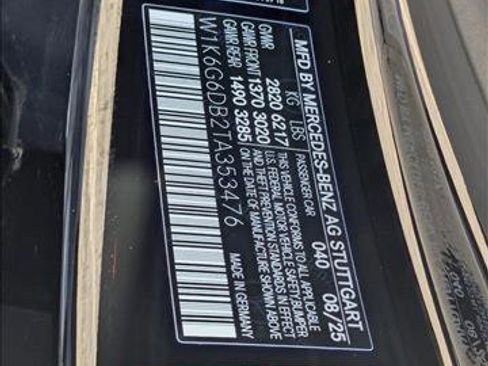 MFD BY MERCEDES-BENZ AG STUTTGART
KG LBS PASSENGER CAR 040 08/25
GVWR 2820 6217 THIS VEHICLE CONFORMS TO ALL APPLICABLE
GAWR FRONT 1370 3020 U.S. FEDERAL MOTOR VEHICLE SAFETY BUMPER
GAWR REAR 1490 3285 AND THEFT PREVENTION STANDARDS IN EFFECT
ON THE DATE OF MANUFACTURE SHOWN ABOVE
W1K6G6DB2TA353476 MADE IN GERMANY